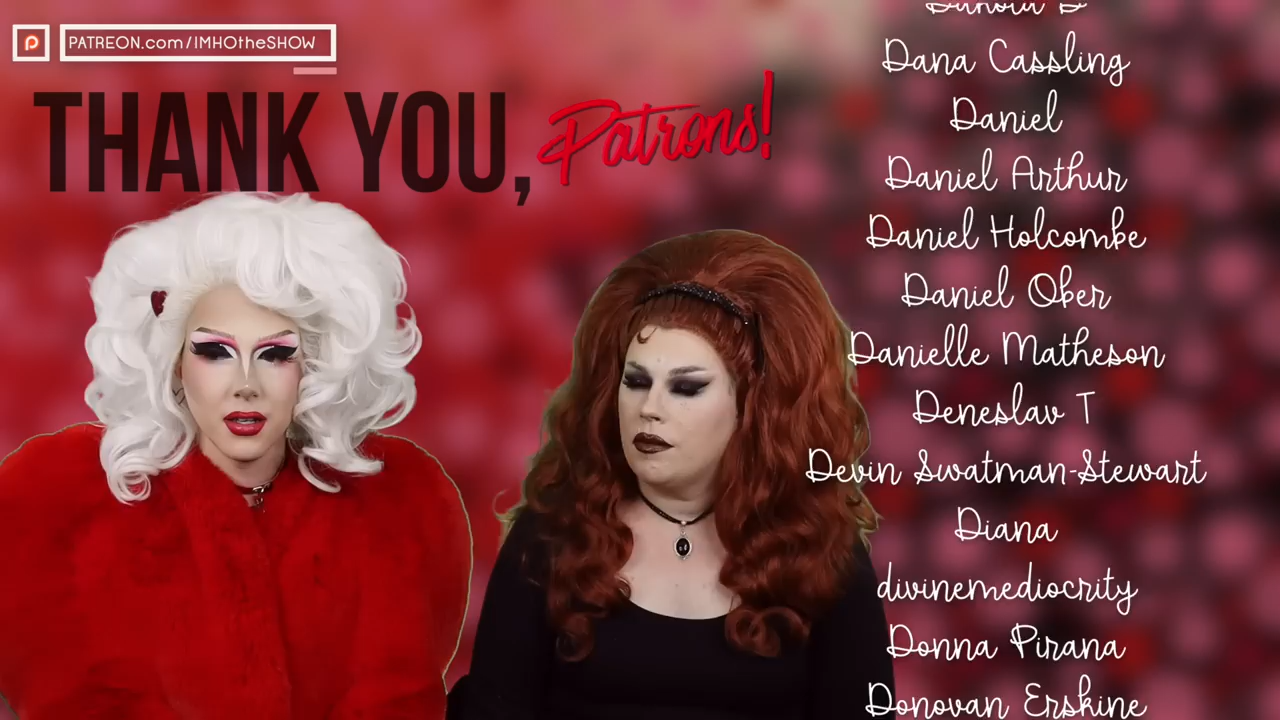 PATREON.com/IMHOtheSHOW
THANK YOU, Patrons!
Dana Cassling
Daniel
Daniel Arthur
Daniel Holcombe
Daniel Ober
Danielle Matheson
Deneslav T
Devin Swatman-Stewart
Diana
divinemediocrity
Donna Pirana
Donovan Erskine